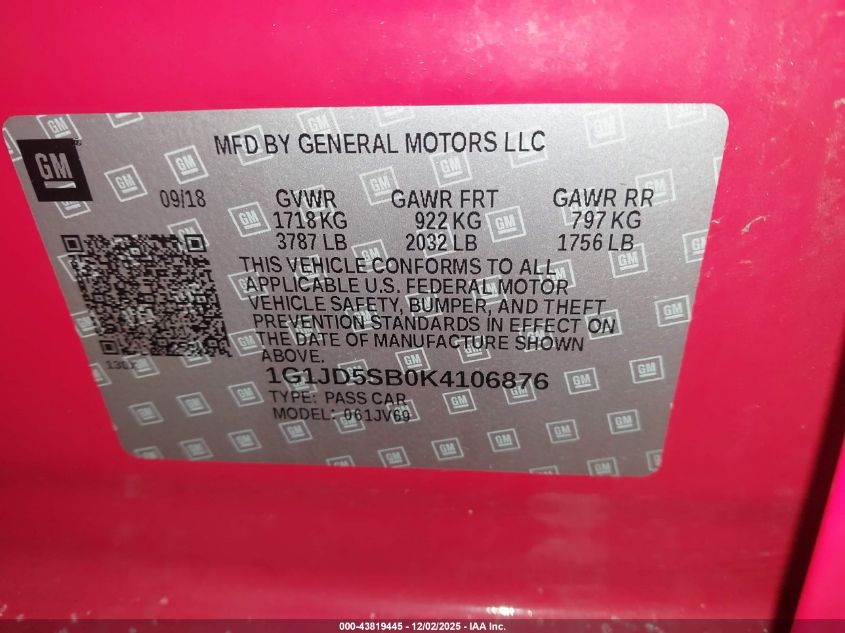 MFD BY GENERAL MOTORS LLC
GM
09/18 GVWR GAWR FRT GAWR RR
1718 KG 922 KG 797 KG
3787 LB 2032 LB 1756 LB
THIS VEHICLE CONFORMS TO ALL
APPLICABLE U.S. FEDERAL MOTOR
VEHICLE SAFETY, BUMPER, AND THEFT
PREVENTION STANDARDS IN EFFECT ON
THE DATE OF MANUFACTURE SHOWN
ABOVE.
1G1JD5SB0K4106876
TYPE: PASS CAR
MODEL: 061JV69
000-43819445 - 12/02/2025 - IAA Inc.